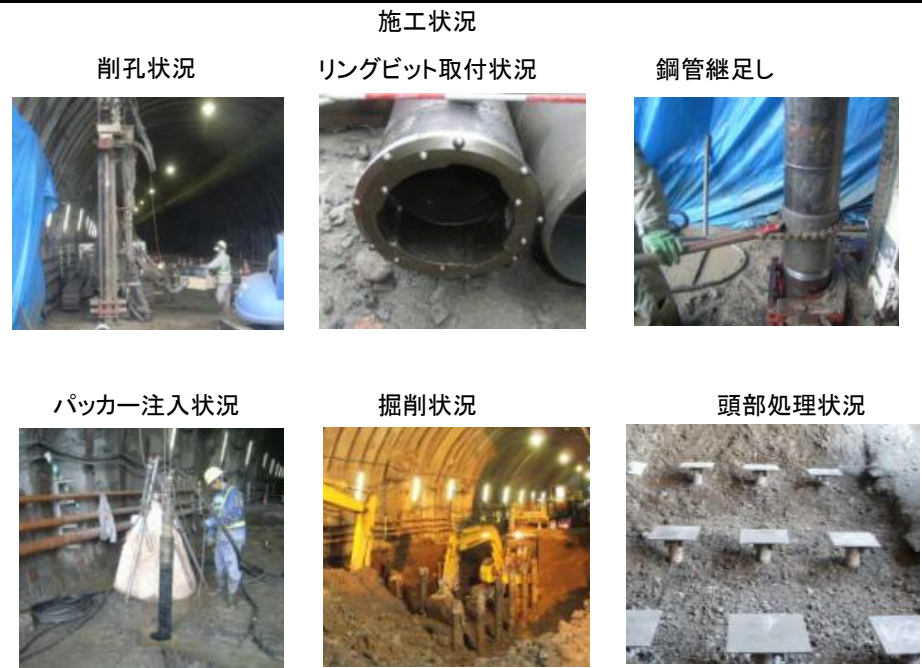 施工状況
削孔状況
リングビット取付状況
鋼管継足し
パッカー注入状況
掘削状況
頭部処理状況